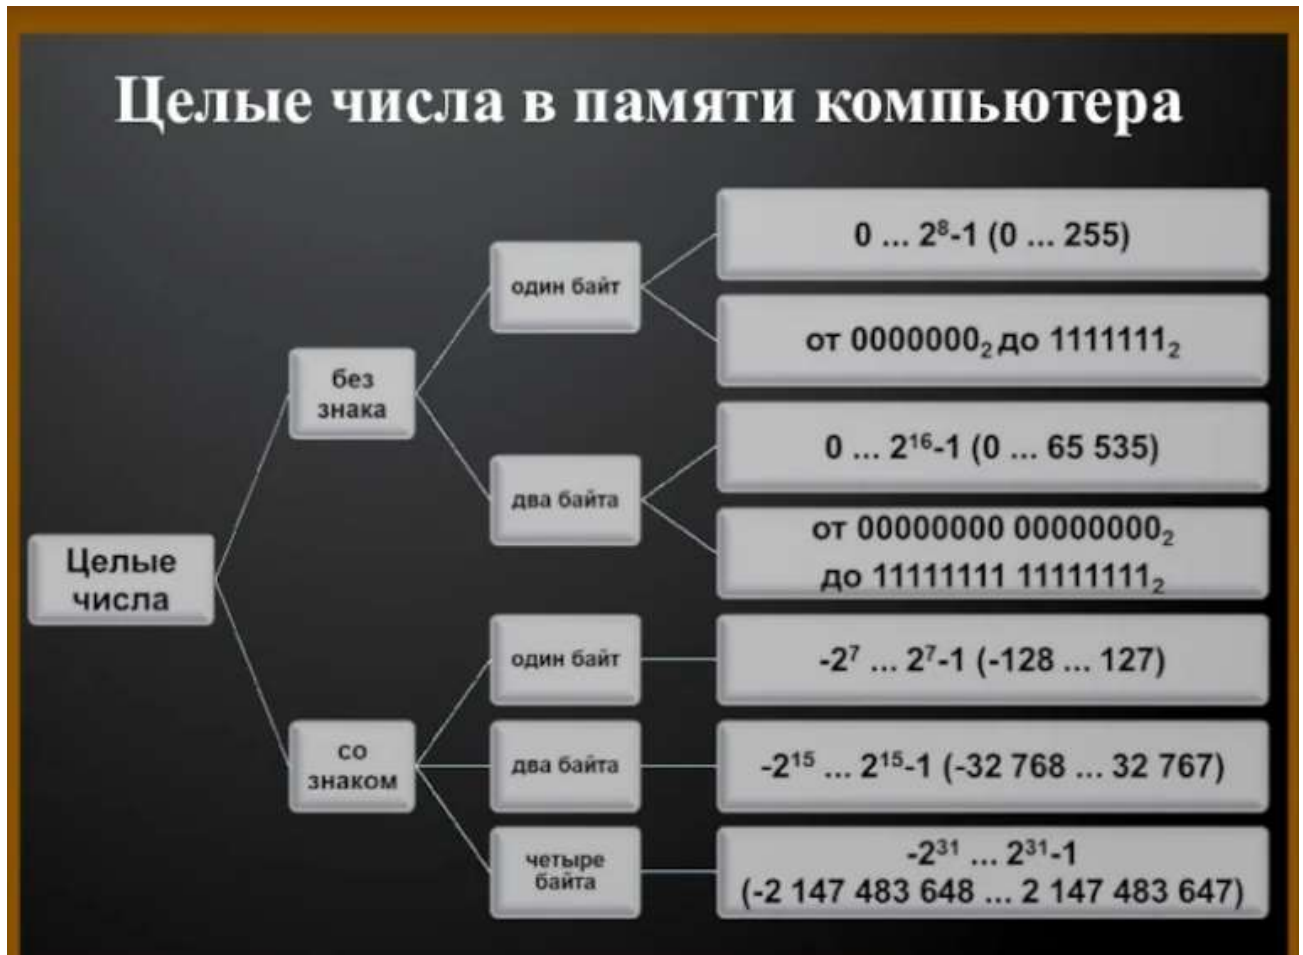 Целые числа в памяти компьютера
0 ... 2⁸-1 (0 ... 255)
один байт
от 0000000₂ до 1111111₂
без
знака
0 ... 2¹⁶-1 (0 ... 65 535)
два байта
от 00000000 00000000₂
до 11111111 11111111₂
Целые
числа
один байт
-2⁷ ... 2⁷-1 (-128 ... 127)
со
знаком
два байта
-2¹⁵ ... 2¹⁵-1 (-32 768 ... 32 767)
четыре
байта
-2³¹ ... 2³¹-1
(-2 147 483 648 ... 2 147 483 647)